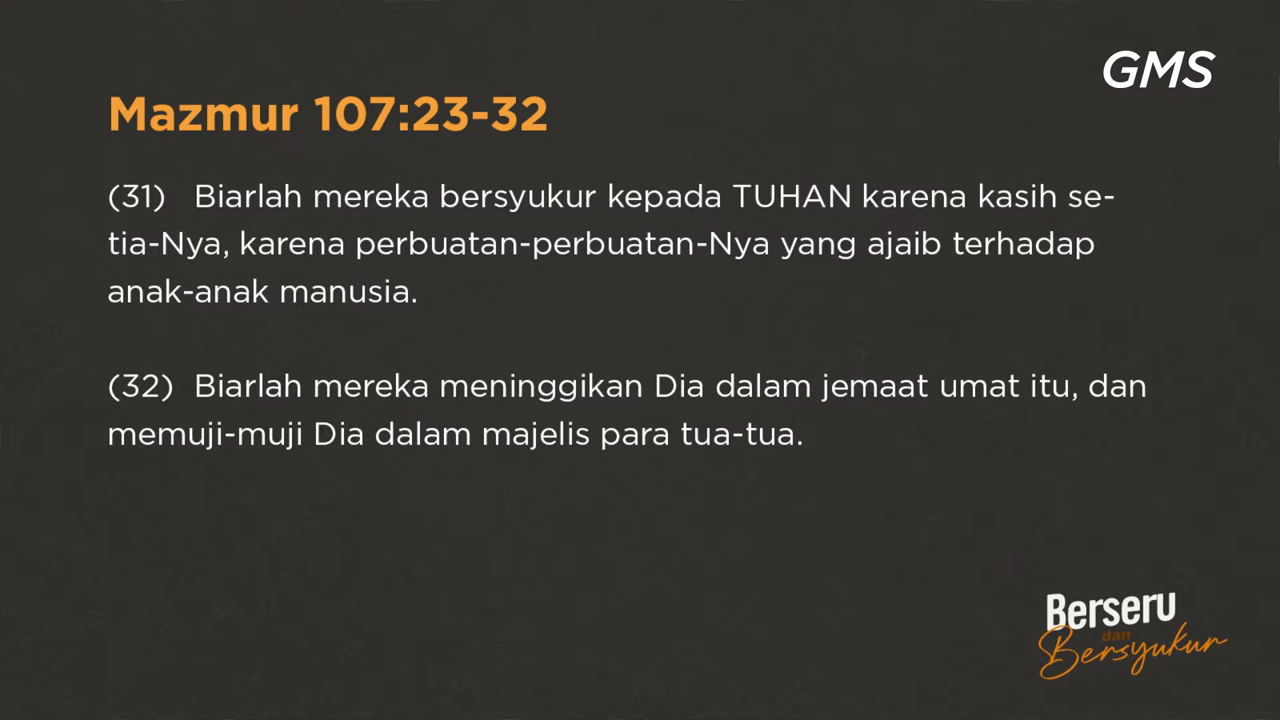 GMS
Mazmur 107:23-32
(31) Biarlah mereka bersyukur kepada TUHAN karena kasih se-
tia-Nya, karena perbuatan-perbuatan-Nya yang ajaib terhadap
anak-anak manusia.
(32) Biarlah mereka meninggikan Dia dalam jemaat umat itu, dan
memuji-muji Dia dalam majelis para tua-tua.
Berseru
dan
Bersyukur